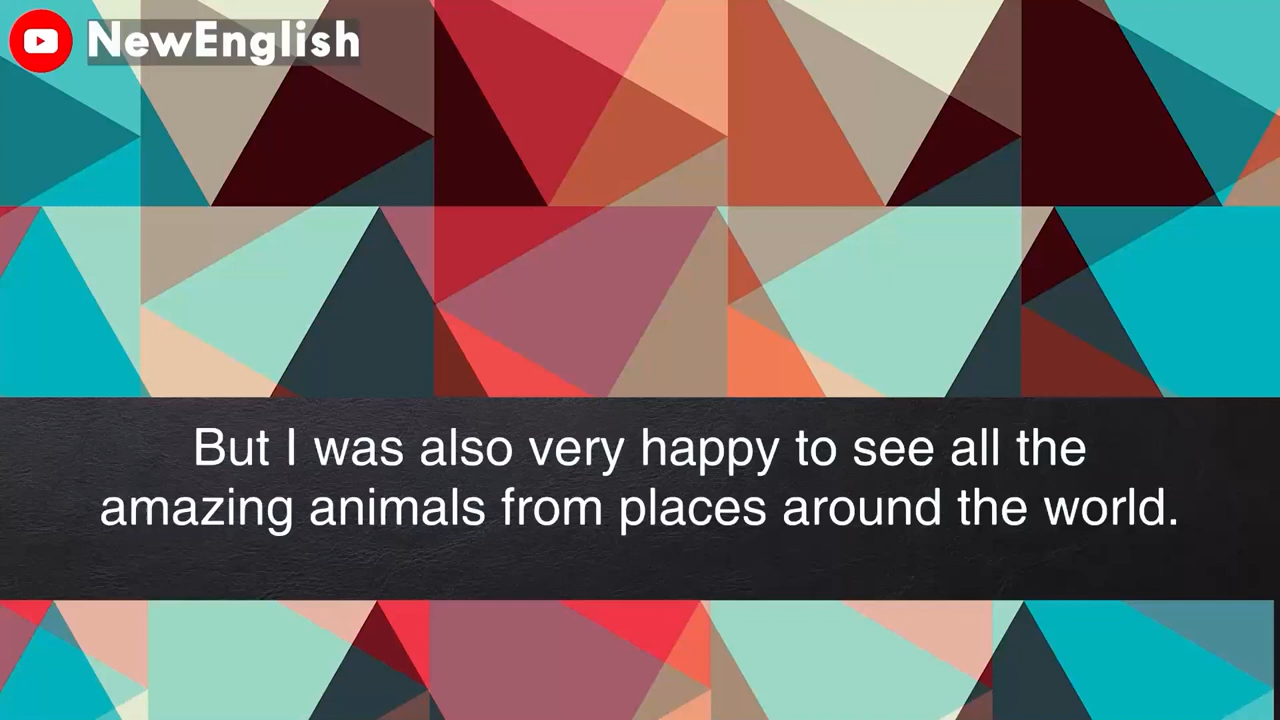 NewEnglish
But I was also very happy to see all the
amazing animals from places around the world.